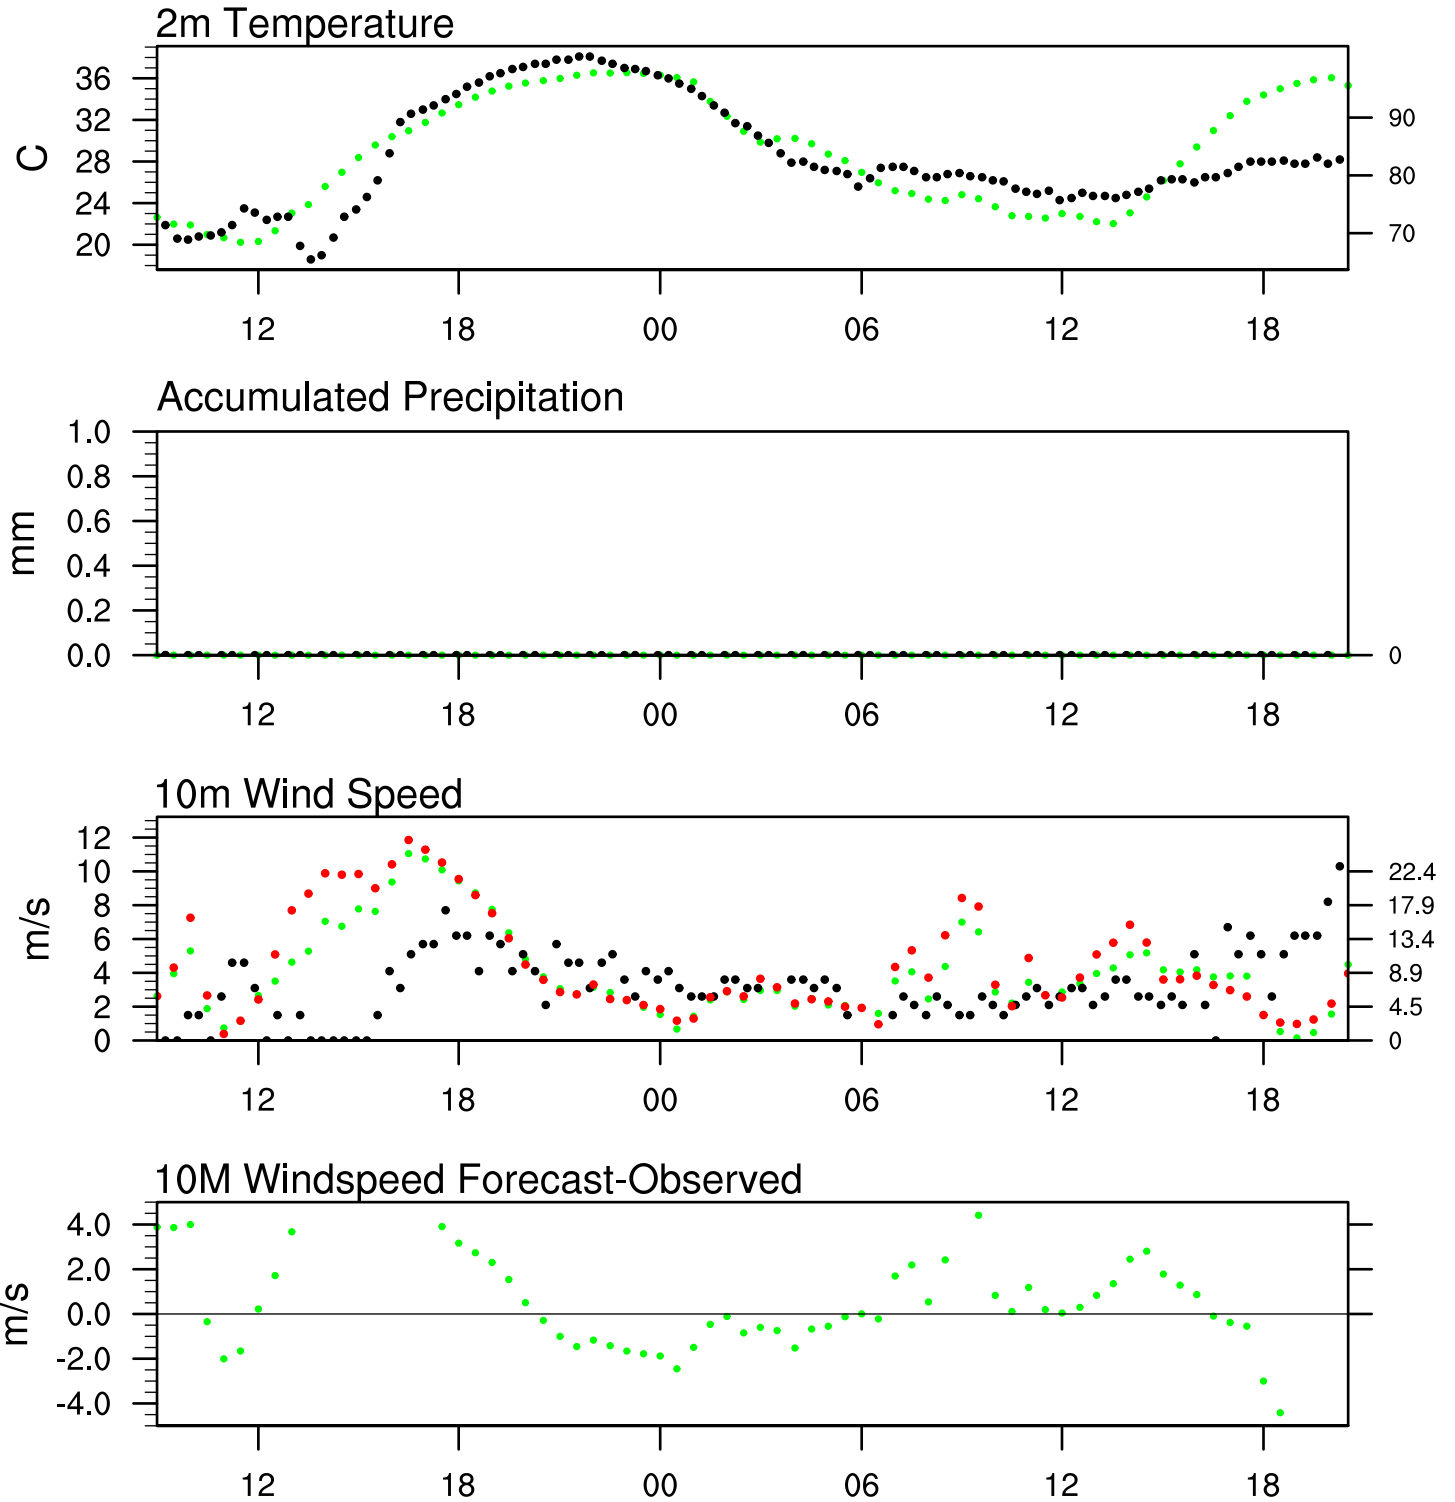 2m Temperature
36
32
28
24
20
C
90
80
70
12 18 00 06 12 18
Accumulated Precipitation
1.0
0.8
0.6
0.4
0.2
0.0
mm
0
12 18 00 06 12 18
10m Wind Speed
12
10
8
6
4
2
0
m/s
22.4
17.9
13.4
8.9
4.5
0
12 18 00 06 12 18
10M Windspeed Forecast-Observed
4.0
2.0
0.0
-2.0
-4.0
m/s
12 18 00 06 12 18